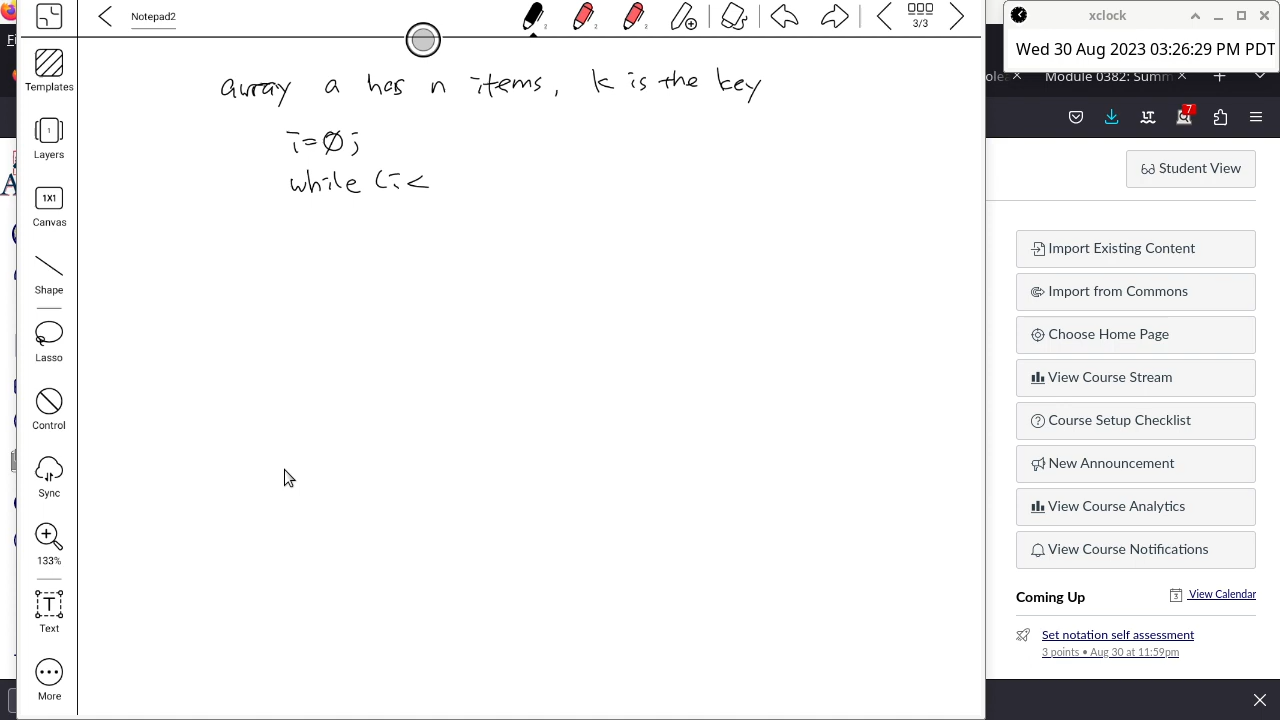 Notepad2
3/3
xclock
Wed 30 Aug 2023 03:26:29 PM PDT
Module 0382: Summ
7
Templates
Layers
1
1X1
Canvas
Shape
Lasso
Control
Sync
133%
T
Text
More
array a has n items, k is the key
i=0;
while (i<
Student View
Import Existing Content
Import from Commons
Choose Home Page
View Course Stream
Course Setup Checklist
New Announcement
View Course Analytics
View Course Notifications
Coming Up
View Calendar
Set notation self assessment
3 points • Aug 30 at 11:59pm